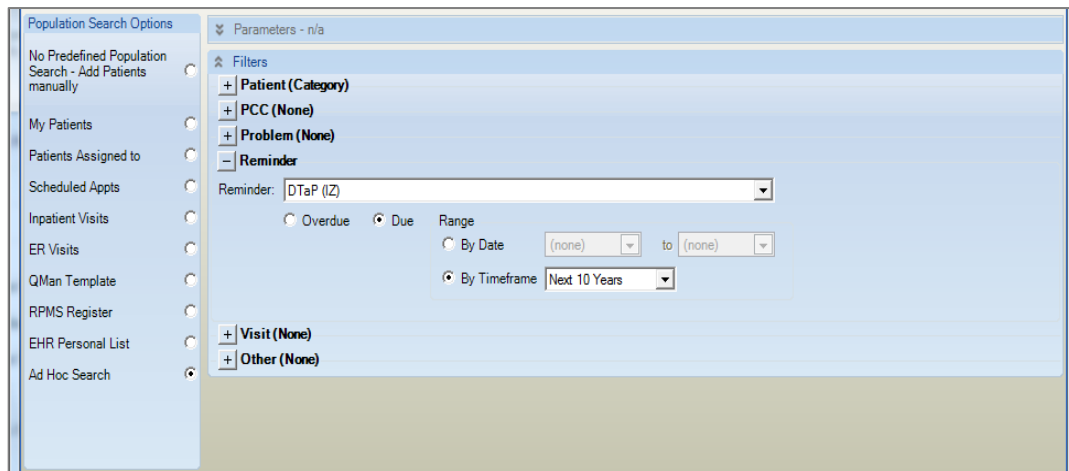 Population Search Options
No Predefined Population
Search - Add Patients
manually
My Patients
Patients Assigned to
Scheduled Appts
Inpatient Visits
ER Visits
QMan Template
RPMS Register
EHR Personal List
Ad Hoc Search
Parameters - n/a
Filters
+ Patient (Category)
+ PCC (None)
+ Problem (None)
- Reminder
Reminder: DTaP (IZ)
Overdue Due Range
By Date (none) to (none)
By Timeframe Next 10 Years
+ Visit (None)
+ Other (None)